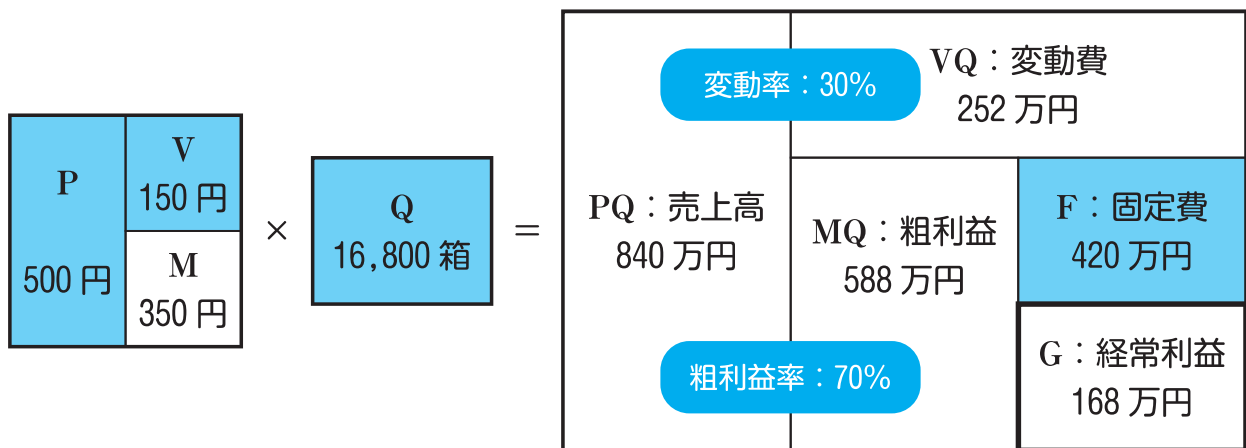 P
500 円
V
150 円
M
350 円
×
Q
16,800 箱
＝
PQ：売上高
840 万円
変動率：30%
VQ：変動費
252 万円
MQ：粗利益
588 万円
粗利益率：70%
F：固定費
420 万円
G：経常利益
168 万円